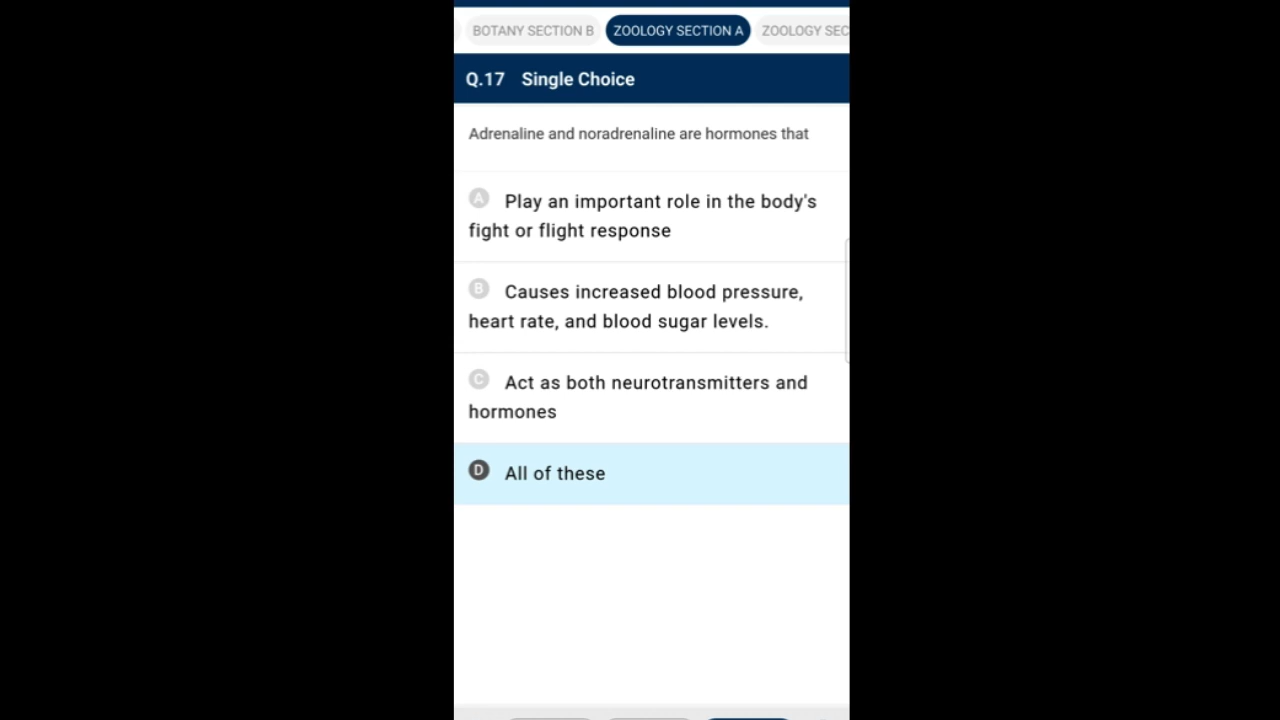 BOTANY SECTION B ZOOLOGY SECTION A ZOOLOGY SEC
Q.17 Single Choice
Adrenaline and noradrenaline are hormones that
A Play an important role in the body's
fight or flight response
B Causes increased blood pressure,
heart rate, and blood sugar levels.
C Act as both neurotransmitters and
hormones
D All of these